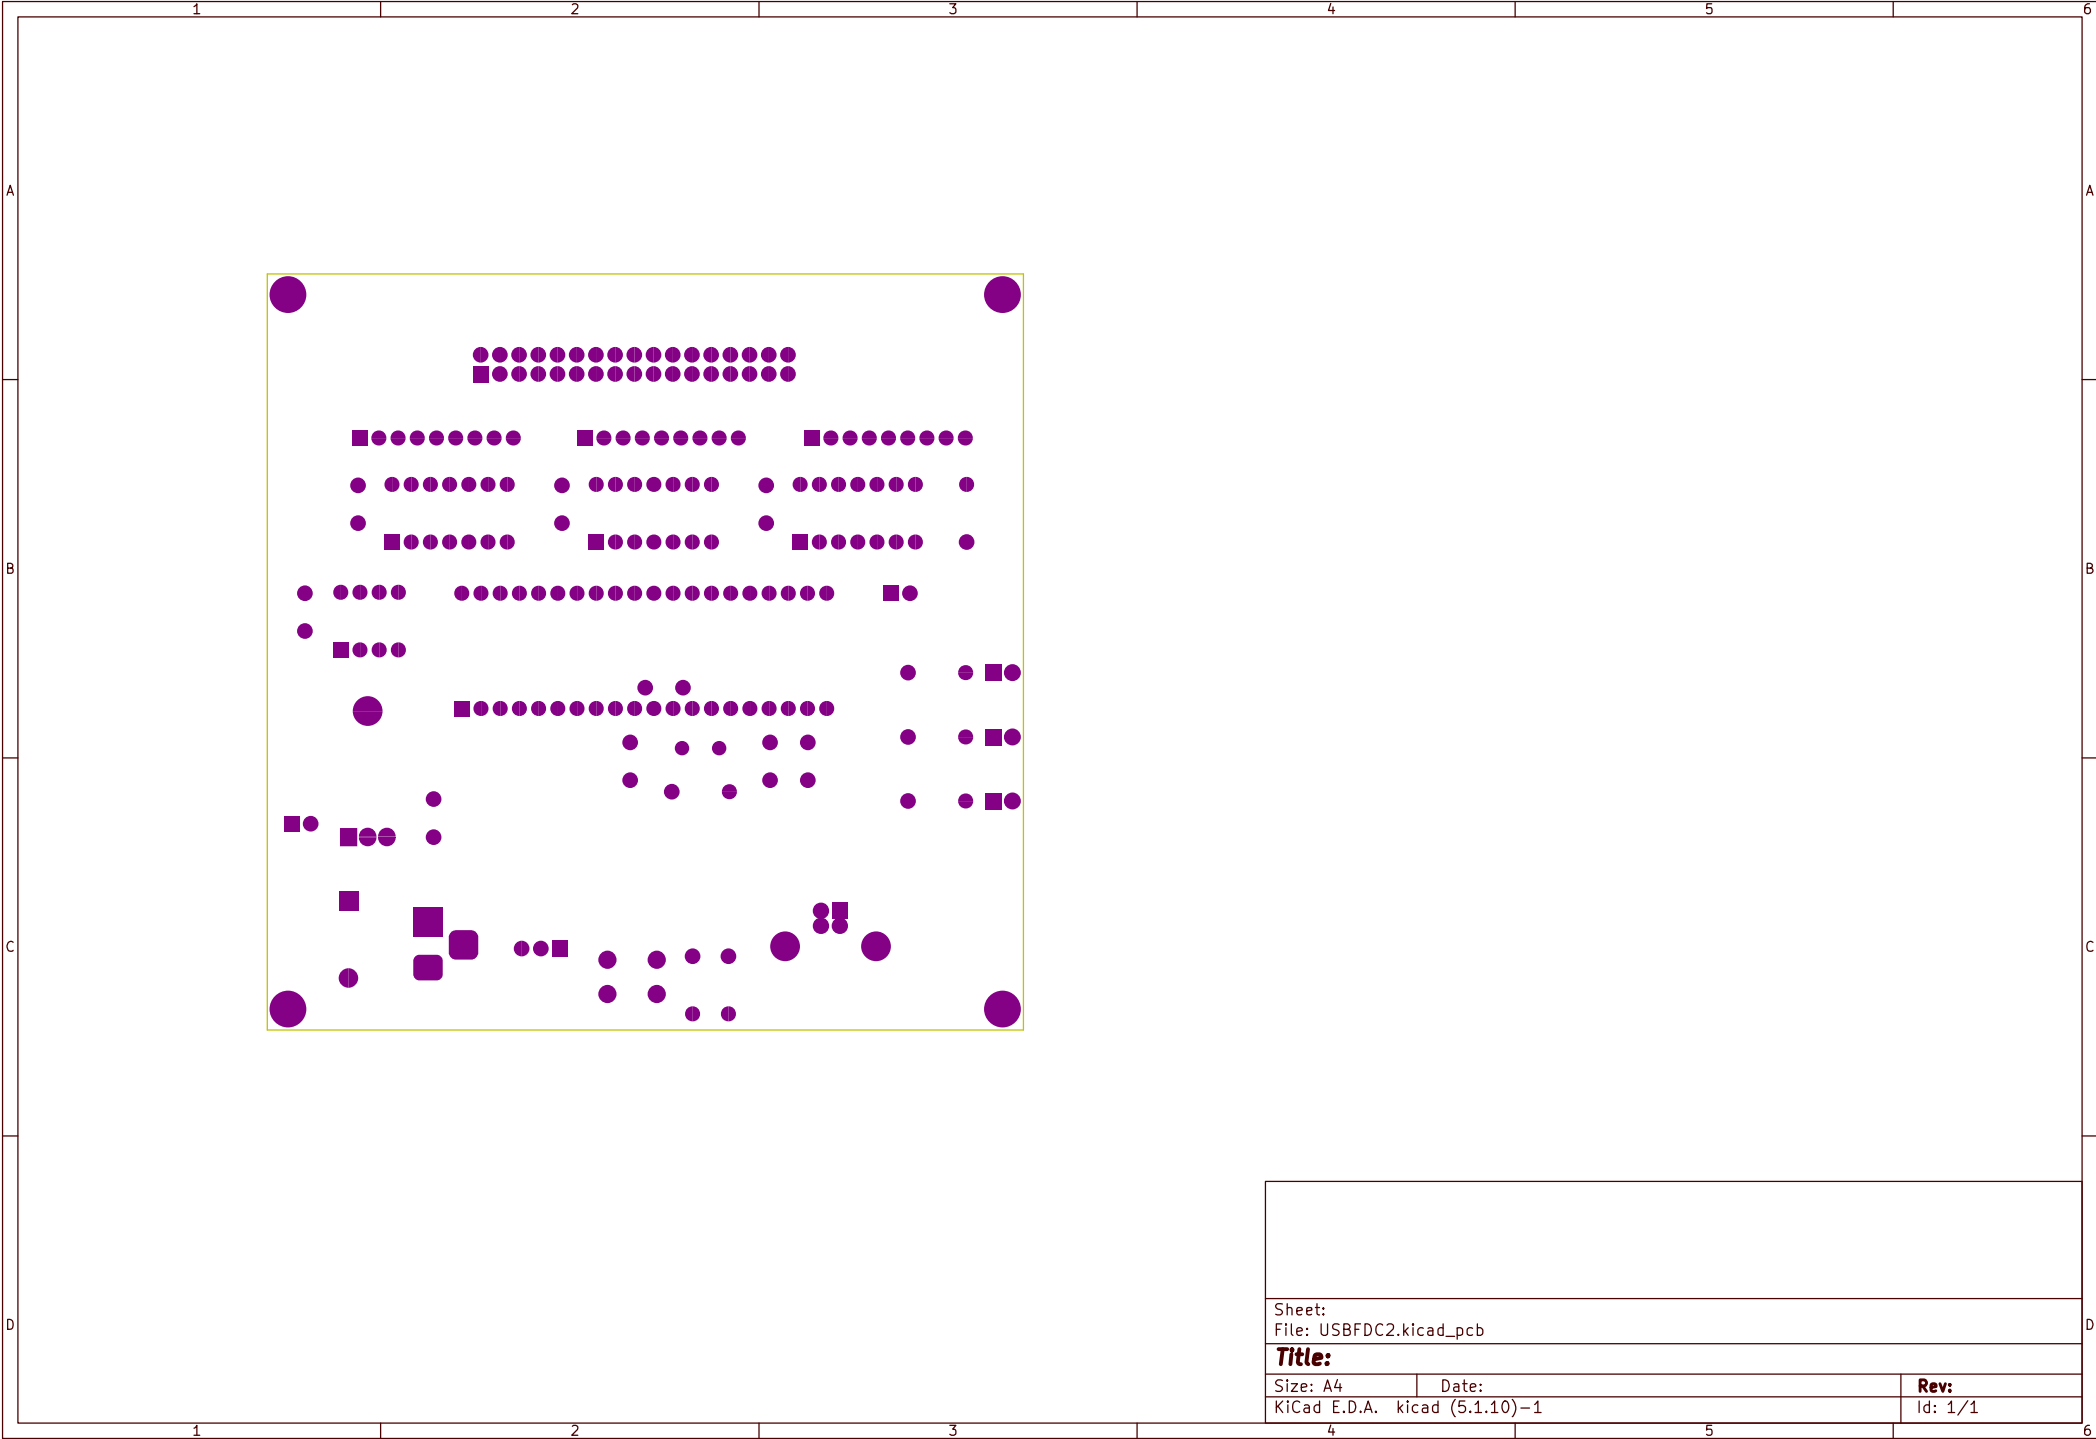 1 2 3 4 5 6
A A
B B
C C
Sheet:
File: USBFDC2.kicad_pcb
D D
Title:
Size: A4 Date: Rev:
KiCad E.D.A. kicad (5.1.10)-1 Id: 1/1
1 2 3 4 5 6